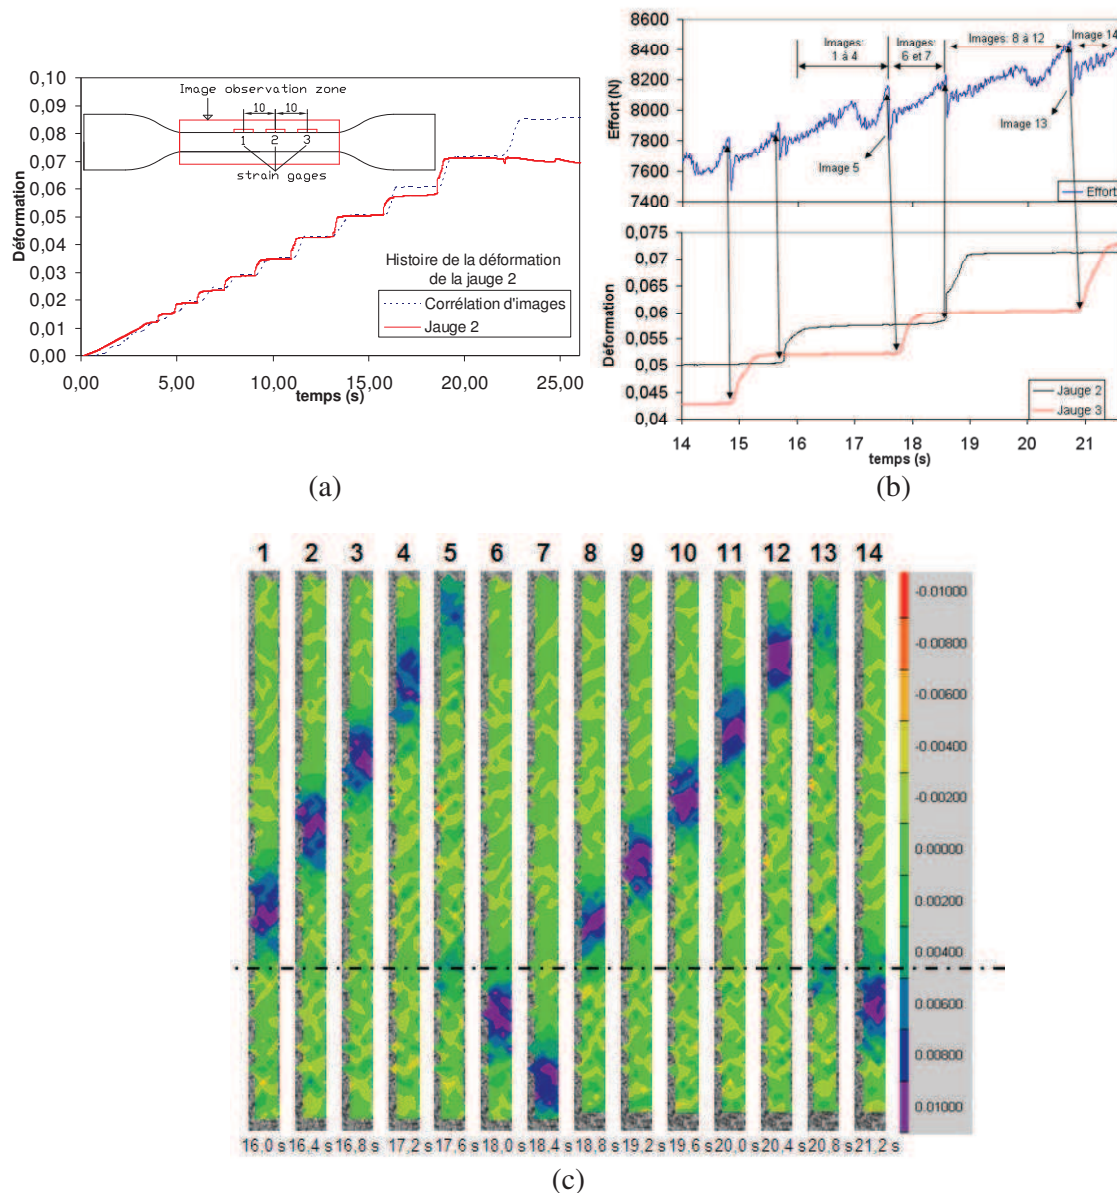 0,10
0,09
0,08
0,07
0,06
0,05
0,04
0,03
0,02
0,01
0,00
Déformation
Image observation zone
10
10
1
2
3
strain gages
Histoire de la déformation
de la jauge 2
Corrélation d'images
Jauge 2
0,00
5,00
10,00
15,00
20,00
25,00
temps (s)
(a)
8600
8400
8200
8000
7800
7600
7400
Effort (N)
Images:
1 à 4
Images:
6 et 7
Images: 8 à 12
Image 14
Image 13
Image 5
Effort
0,075
0,07
0,06
0,05
0,045
0,04
Déformation
Jauge 2
Jauge 3
14
15
16
17
18
19
20
21
temps (s)
(b)
1 2 3 4 5 6 7 8 9 10 11 12 13 14
-0.01000
-0.00800
-0.00600
-0.00400
-0.00200
0.00000
0.00200
0.00400
0.00600
0.00800
0.01000
16,0 s 16,4 s 16,8 s 17,2 s 17,6 s 18,0 s 18,4 s 18,8 s 19,2 s 19,6 s 20,0 s 20,4 s 20,8 s 21,2 s
(c)